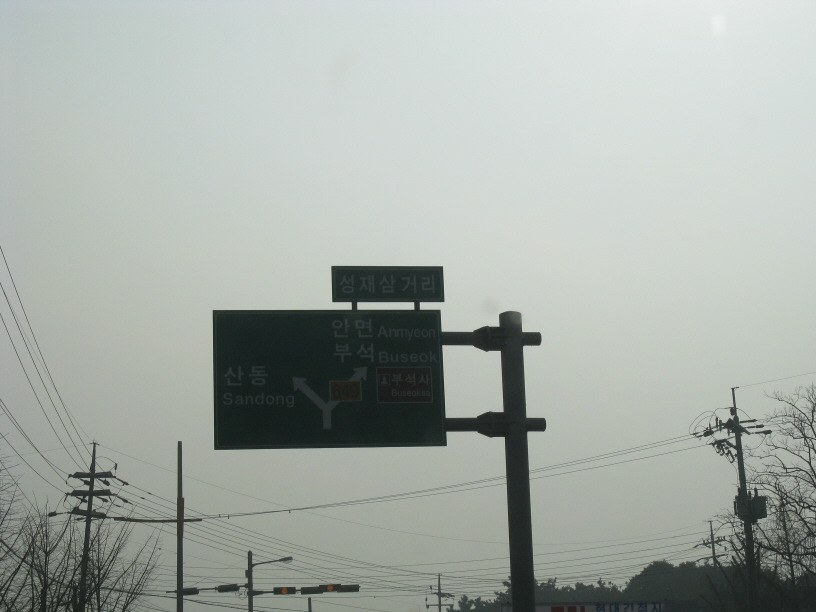 성재삼거리
안면 Anmyeon
부석 Buseok
산동
Sandong
부석사
Buseoksa